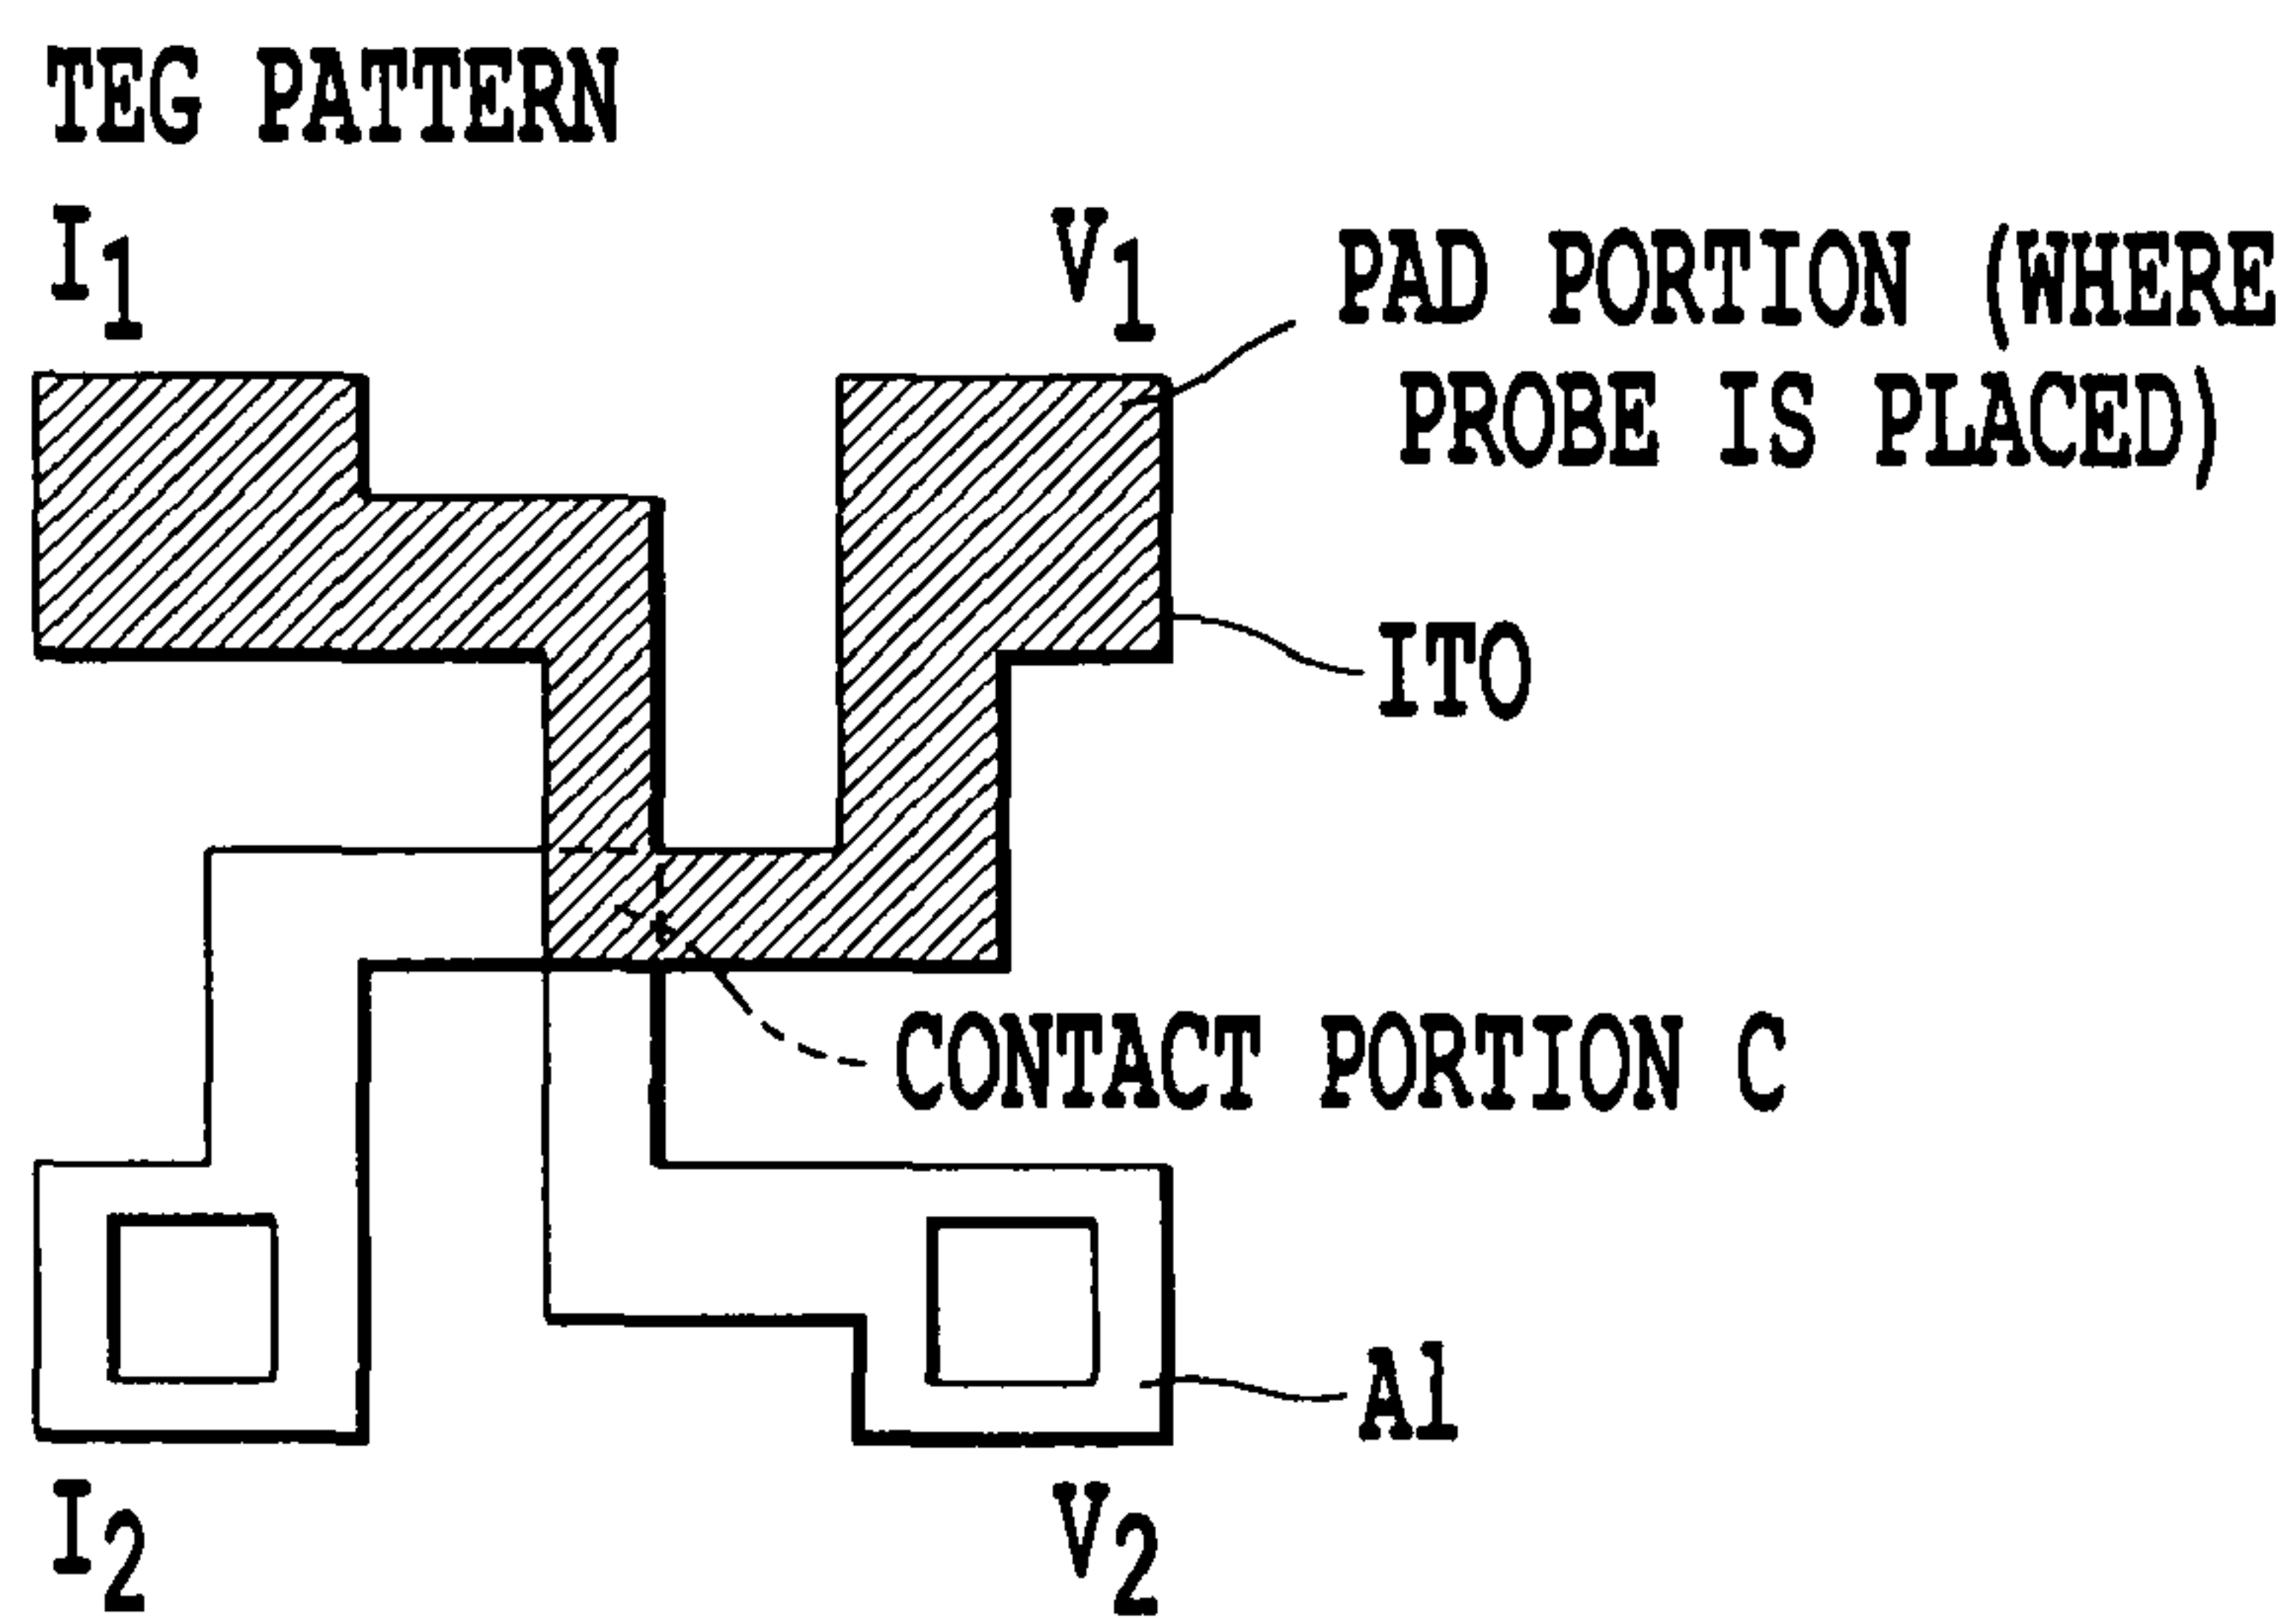 TEG PATTERN
I1
V1
PAD PORTION (WHERE
PROBE IS PLACED)
ITO
CONTACT PORTION C
Al
I2
V2